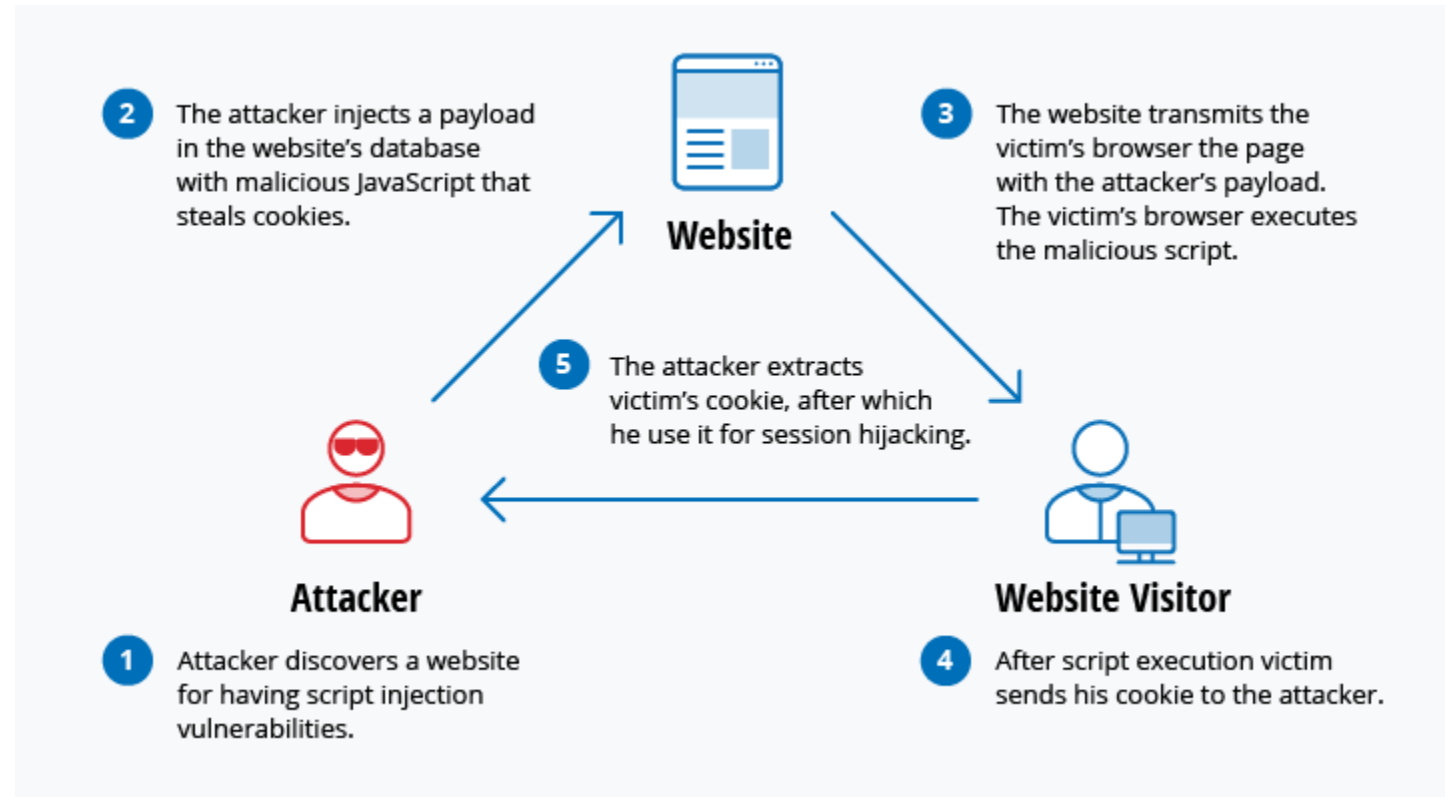 2
The attacker injects a payload
in the website’s database
with malicious JavaScript that
steals cookies.
Website
3
The website transmits the
victim’s browser the page
with the attacker’s payload.
The victim’s browser executes
the malicious script.
5
The attacker extracts
victim’s cookie, after which
he use it for session hijacking.
Attacker
1
Attacker discovers a website
for having script injection
vulnerabilities.
Website Visitor
4
After script execution victim
sends his cookie to the attacker.